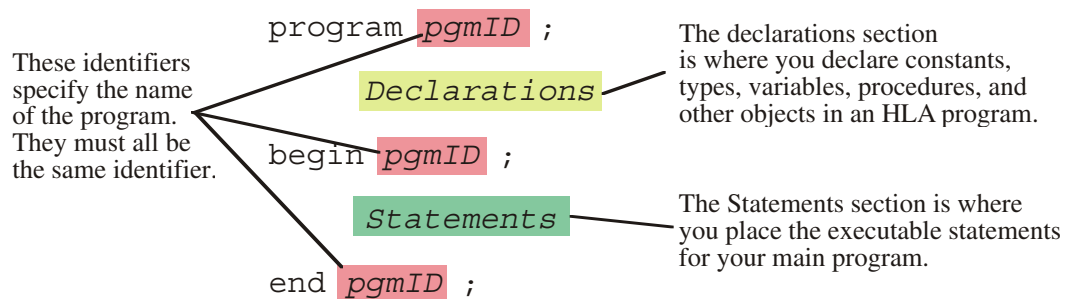 program pgmID ;
These identifiers
specify the name
of the program.
They must all be
the same identifier.
Declarations
The declarations section
is where you declare constants,
types, variables, procedures, and
other objects in an HLA program.
begin pgmID ;
Statements
The Statements section is where
you place the executable statements
for your main program.
end pgmID ;